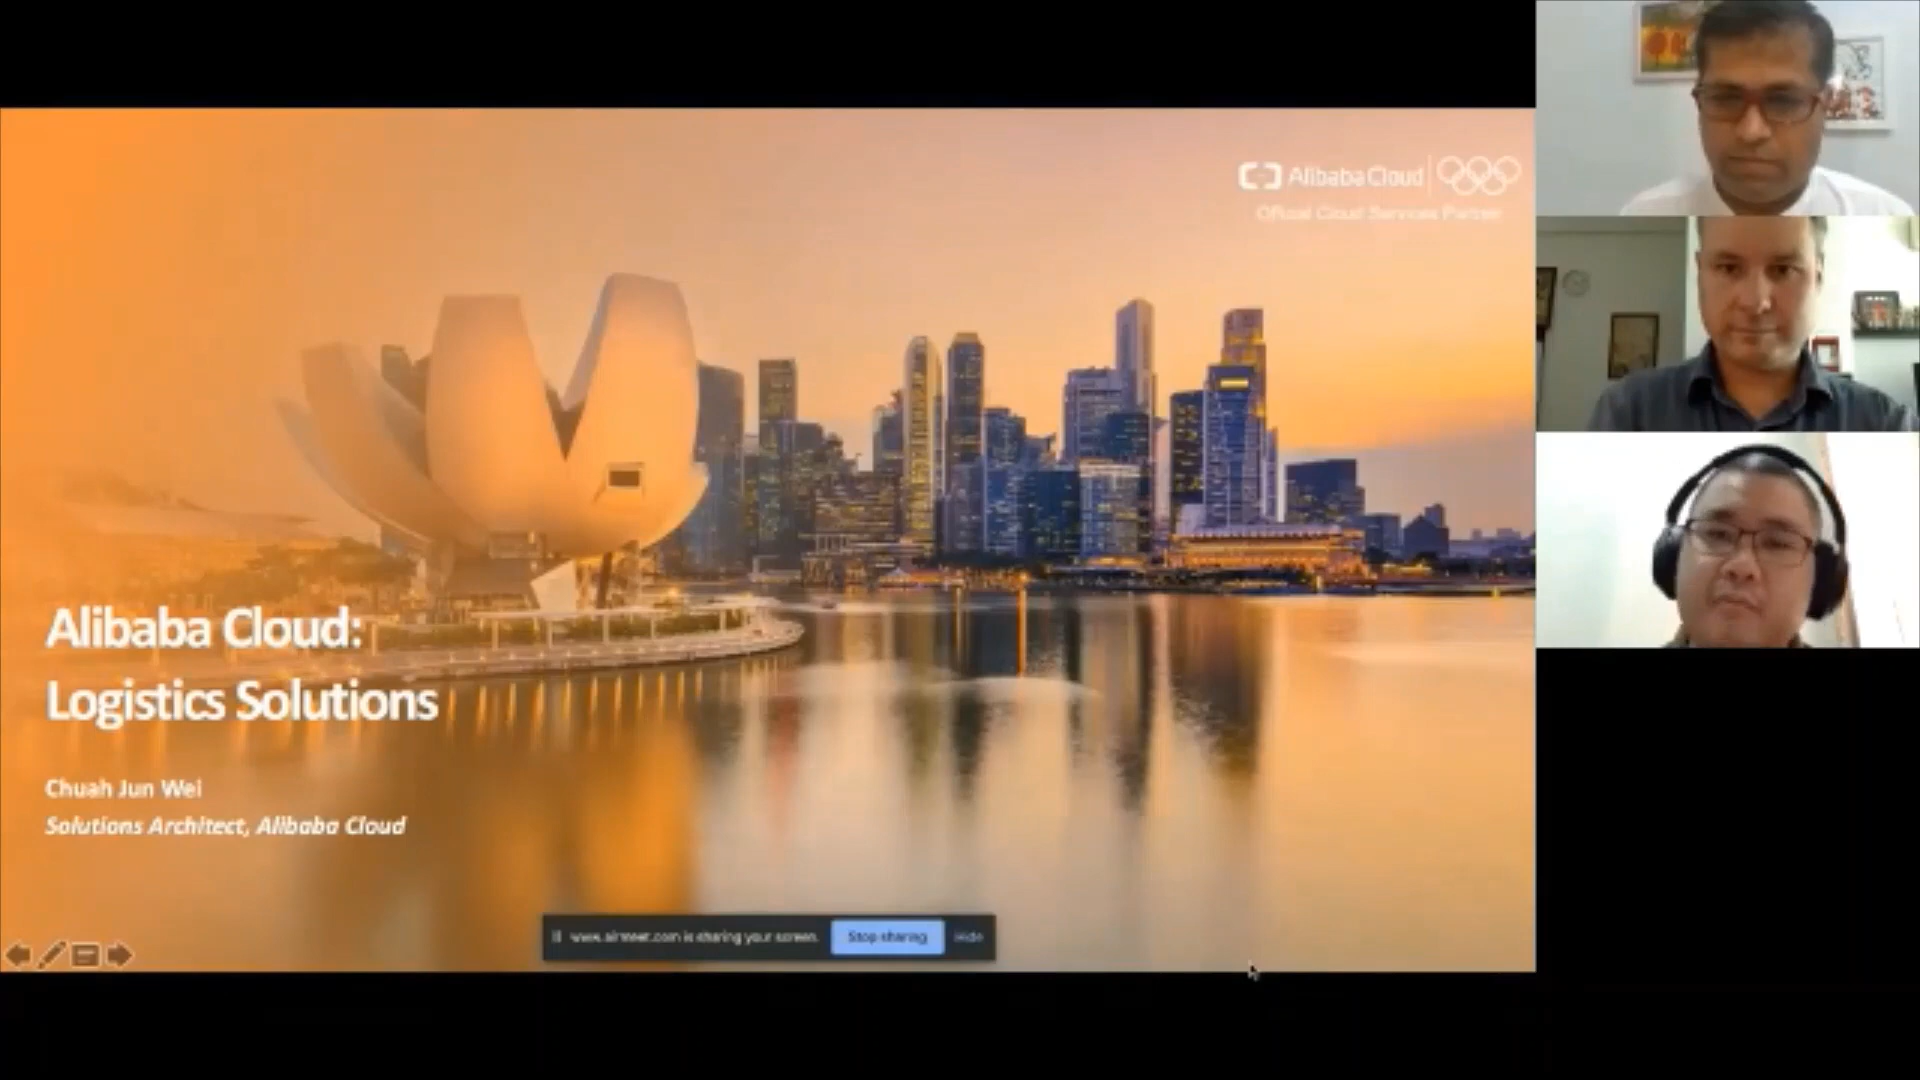 Alibaba Cloud
Official Cloud Services Partner
Alibaba Cloud:
Logistics Solutions
Chuah Jun Wei
Solutions Architect, Alibaba Cloud
www.airmeet.com is sharing your screen. Stop sharing Hide